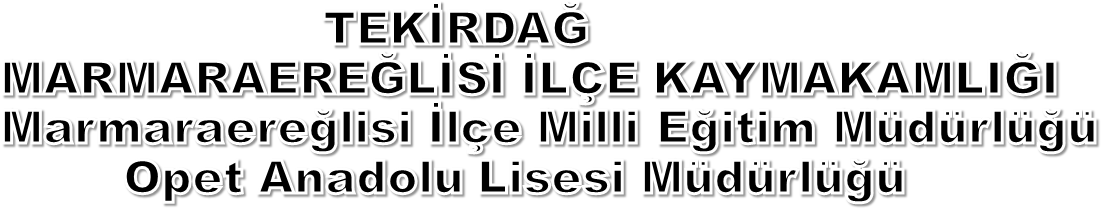 TEKİRDAĞ
MARMARAEREĞLİSİ İLÇE KAYMAKAMLIĞI
Marmaraereğlisi İlçe Milli Eğitim Müdürlüğü
Opet Anadolu Lisesi Müdürlüğü